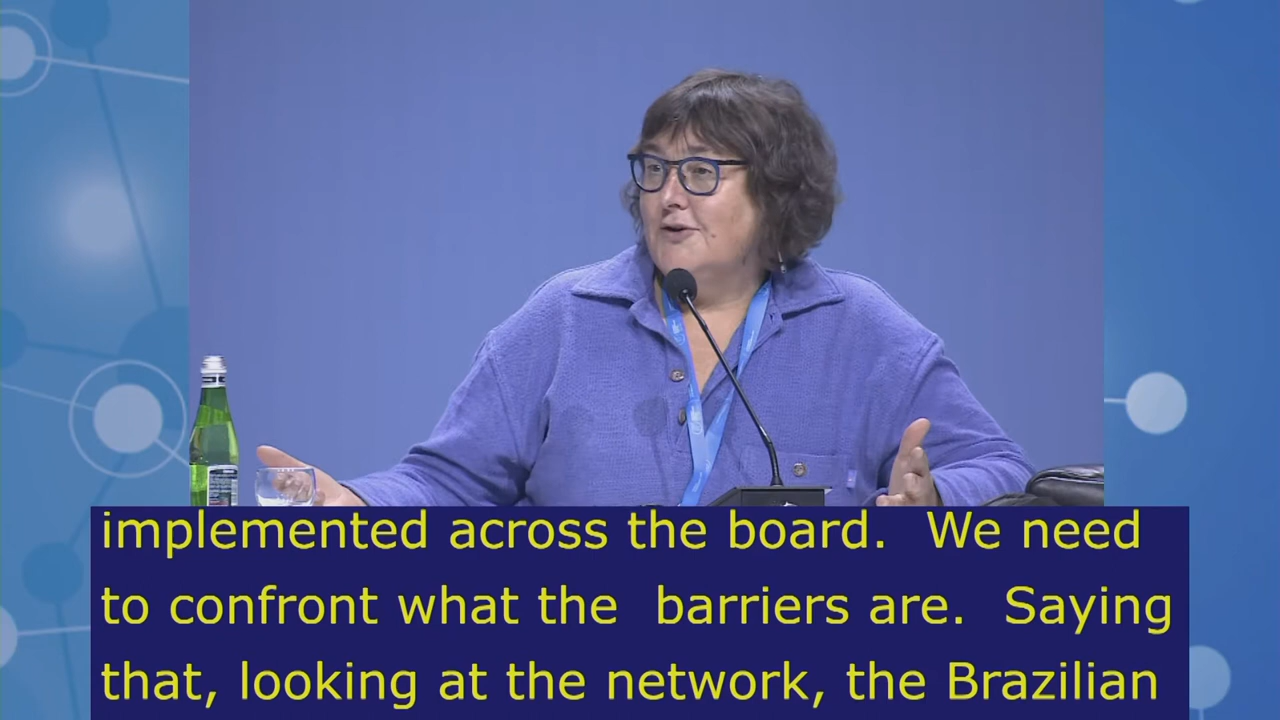 implemented across the board. We need
to confront what the barriers are. Saying
that, looking at the network, the Brazilian